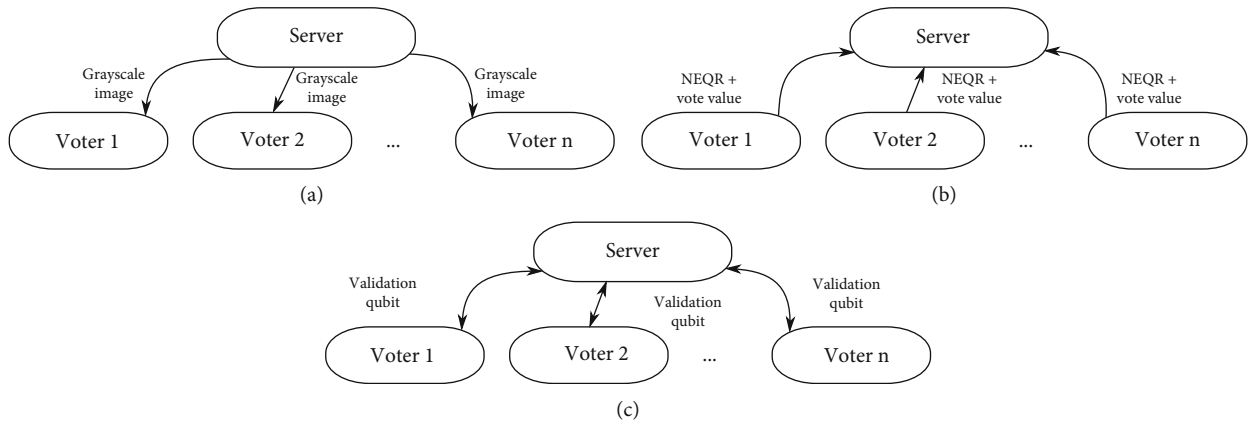 Server
Grayscale
image
Grayscale
image
Grayscale
image
Voter 1
Voter 2
...
Voter n
(a)
Server
NEQR +
vote value
NEQR +
vote value
NEQR +
vote value
Voter 1
Voter 2
...
Voter n
(b)
Server
Validation
qubit
Validation
qubit
Validation
qubit
Voter 1
Voter 2
...
Voter n
(c)